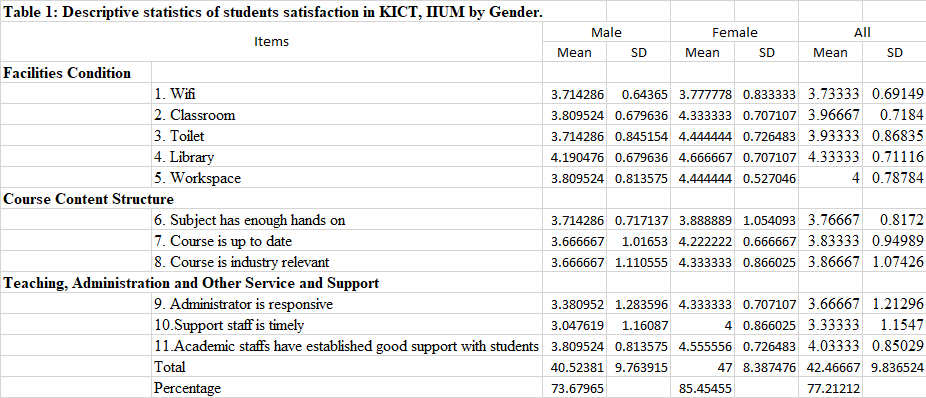 Table 1: Descriptive statistics of students satisfaction in KICT, IIUM by Gender.
Items Male Female All
Mean SD Mean SD Mean SD
Facilities Condition
1. Wifi 3.714286 0.64365 3.777778 0.833333 3.73333 0.69149
2. Classroom 3.809524 0.679636 4.333333 0.707107 3.96667 0.7184
3. Toilet 3.714286 0.845154 4.444444 0.726483 3.93333 0.86835
4. Library 4.190476 0.679636 4.666667 0.707107 4.33333 0.71116
5. Workspace 3.809524 0.813575 4.444444 0.527046 4 0.78784
Course Content Structure
6. Subject has enough hands on 3.714286 0.717137 3.888889 1.054093 3.76667 0.8172
7. Course is up to date 3.666667 1.01653 4.222222 0.666667 3.83333 0.94989
8. Course is industry relevant 3.666667 1.110555 4.333333 0.866025 3.86667 1.07426
Teaching, Administration and Other Service and Support
9. Administrator is responsive 3.380952 1.283596 4.333333 0.707107 3.66667 1.21296
10.Support staff is timely 3.047619 1.16087 4 0.866025 3.33333 1.1547
11.Academic staffs have established good support with students 3.809524 0.813575 4.555556 0.726483 4.03333 0.85029
Total 40.52381 9.763915 47 8.387476 42.46667 9.836524
Percentage 73.67965 85.45455 77.21212